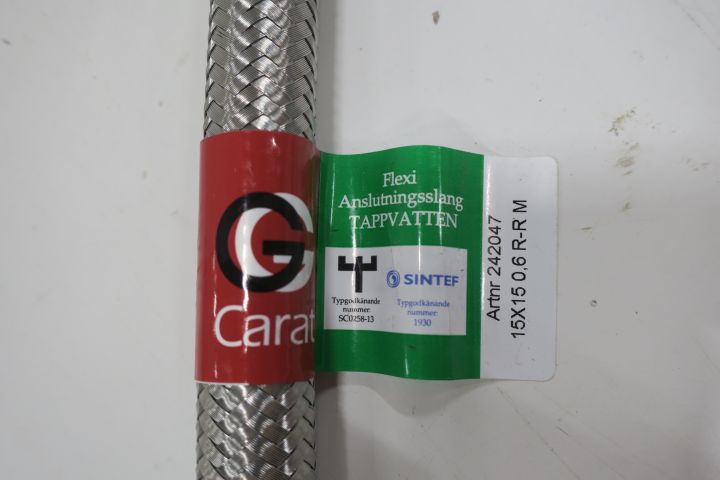 G
Carat
Flexi
Anslutningsslang
TAPPVATTEN
Typgodkännande
nummer:
SC0258-13
SINTEF
Typgodkännande
nummer:
1930
Artnr 242047
15X15 0,6 R-R M